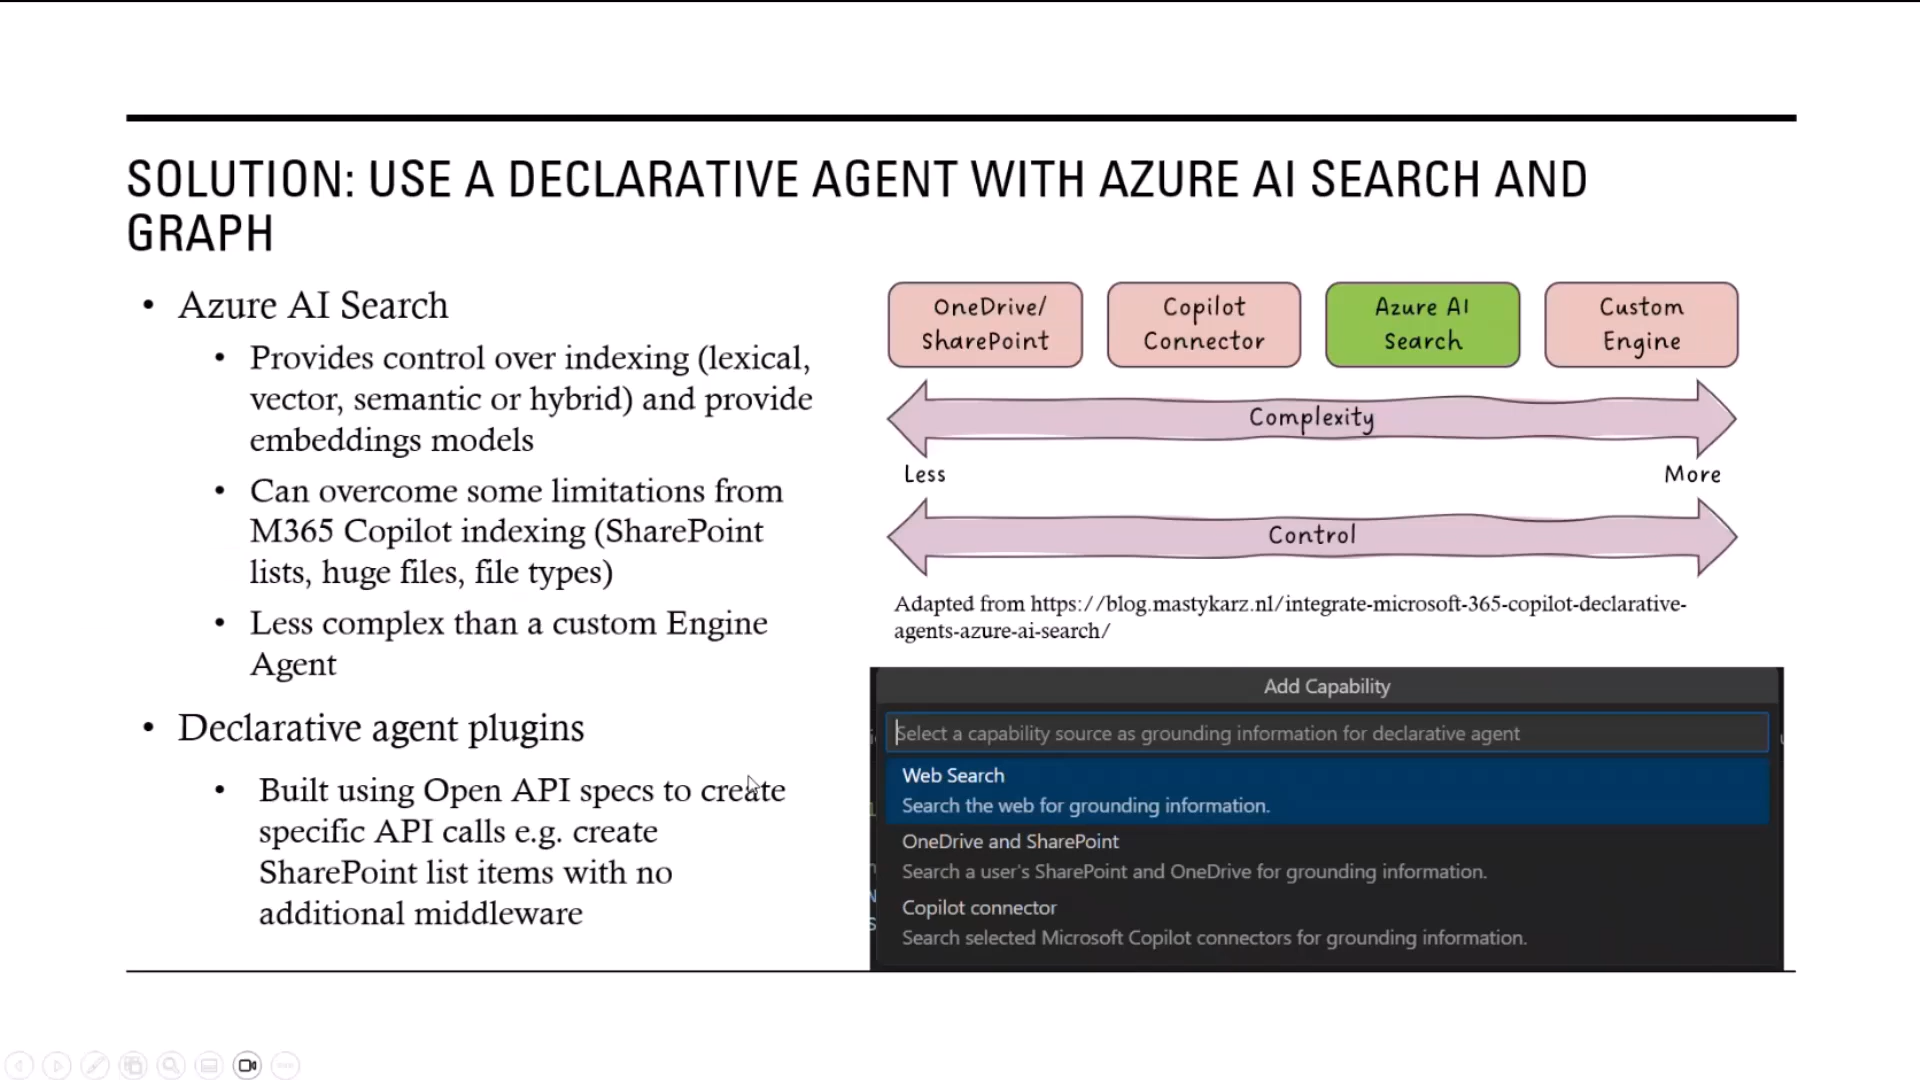 SOLUTION: USE A DECLARATIVE AGENT WITH AZURE AI SEARCH AND
GRAPH
• Azure AI Search
• Provides control over indexing (lexical,
vector, semantic or hybrid) and provide
embeddings models
• Can overcome some limitations from
M365 Copilot indexing (SharePoint
lists, huge files, file types)
• Less complex than a custom Engine
Agent
• Declarative agent plugins
• Built using Open API specs to create
specific API calls e.g. create
SharePoint list items with no
additional middleware
OneDrive/
SharePoint
Copilot
Connector
Azure AI
Search
Custom
Engine
Complexity
Less
More
Control
Adapted from https://blog.mastykarz.nl/integrate-microsoft-365-copilot-declarative-
agents-azure-ai-search/
Add Capability
Select a capability source as grounding information for declarative agent
Web Search
Search the web for grounding information.
OneDrive and SharePoint
Search a user's SharePoint and OneDrive for grounding information.
Copilot connector
Search selected Microsoft Copilot connectors for grounding information.